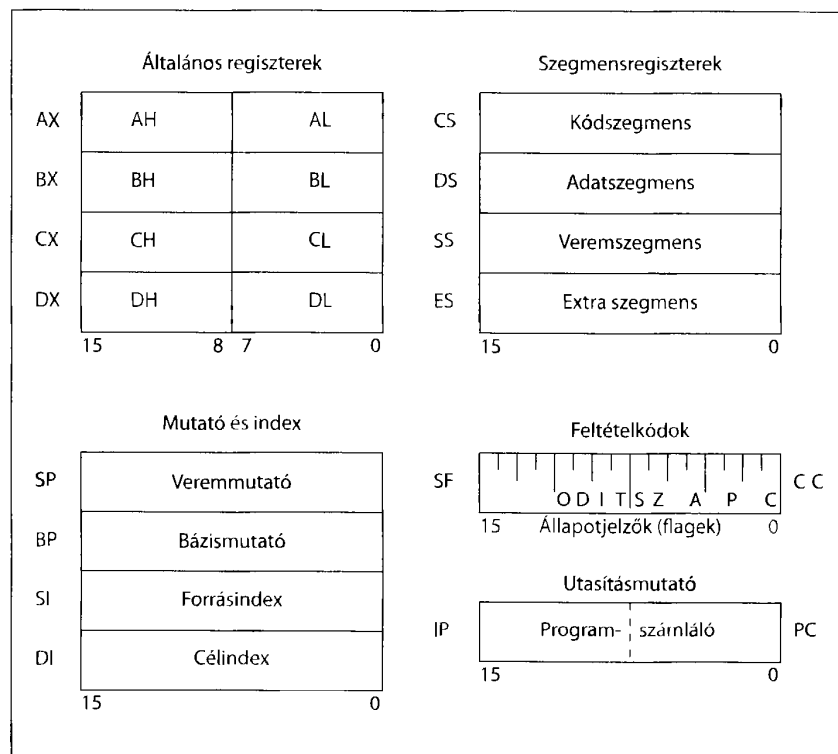 Általános regiszterek
AX AH AL
BX BH BL
CX CH CL
DX DH DL
15 8 7 0
Szegmensregiszterek
CS Kódszegmens
DS Adatszegmens
SS Veremszegmens
ES Extra szegmens
15 0
Mutató és index
SP Veremmutató
BP Bázismutató
SI Forrásindex
DI Célindex
15 0
Feltételkódok
SF O D I T S Z A P C C C
15 Állapotjelzők (flagek) 0
Utasításmutató
IP Program- számláló PC
15 0